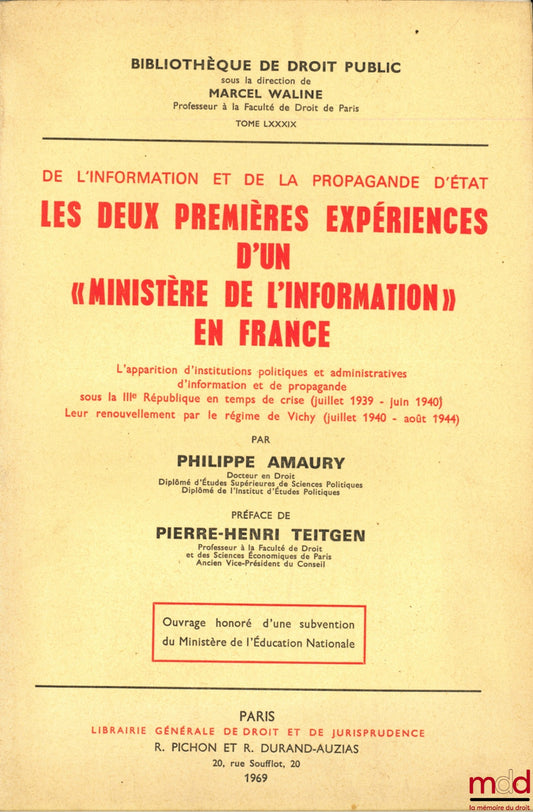 BIBLIOTHÈQUE DE DROIT PUBLIC
sous la direction de
MARCEL WALINE
Professeur à la Faculté de Droit de Paris
TOME LXXXIX
DE L'INFORMATION ET DE LA PROPAGANDE D'ÉTAT
LES DEUX PREMIÈRES EXPÉRIENCES
D'UN
«MINISTÈRE DE L'INFORMATION»
EN FRANCE
L'apparition d'institutions politiques et administratives
d'information et de propagande
sous la IIIe République en temps de crise (juillet 1939 - juin 1940)
Leur renouvellement par le régime de Vichy (juillet 1940 - août 1944)
PAR
PHILIPPE AMAURY
Docteur en Droit
Diplômé d'Études Supérieures de Sciences Politiques
Diplômé de l'Institut d'Études Politiques
PRÉFACE DE
PIERRE-HENRI TEITGEN
Professeur à la Faculté de Droit
et des Sciences Économiques de Paris
Ancien Vice-Président du Conseil
Ouvrage honoré d'une subvention
du Ministère de l'Éducation Nationale
PARIS
LIBRAIRIE GÉNÉRALE DE DROIT ET DE JURISPRUDENCE
R. PICHON ET R. DURAND-AUZIAS
20, rue Soufflot, 20
1969
mdd
la mémoire du droit